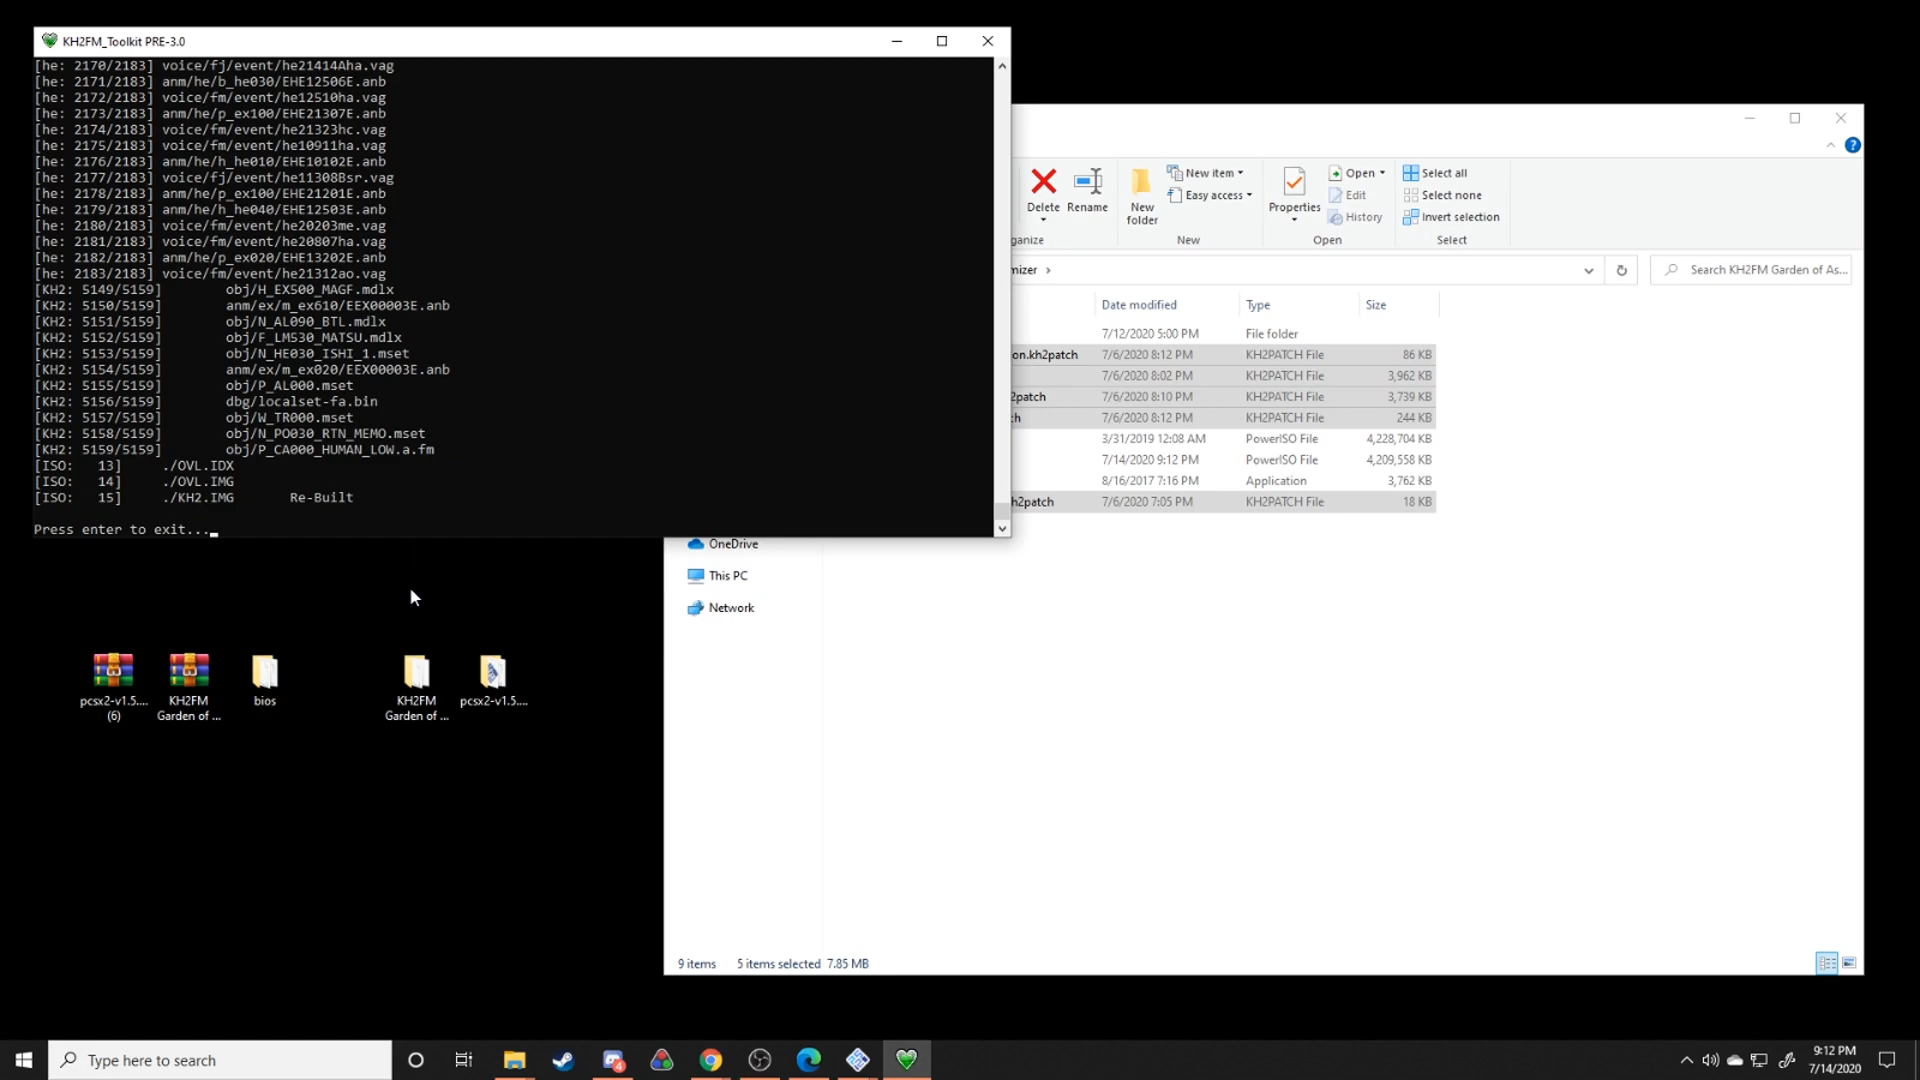 KH2FM_Toolkit PRE-3.0
[he: 2170/2183] voice/fj/event/he21414Aha.vag
[he: 2171/2183] anm/he/b_he030/EHE12506E.anb
[he: 2172/2183] voice/fm/event/he12510ha.vag
[he: 2173/2183] anm/he/p_ex100/EHE21307E.anb
[he: 2174/2183] voice/fm/event/he21323hc.vag
[he: 2175/2183] voice/fm/event/he10911ha.vag
[he: 2176/2183] anm/he/h_he010/EHE10102E.anb
[he: 2177/2183] voice/fj/event/he11308Bsr.vag
[he: 2178/2183] anm/he/p_ex100/EHE21201E.anb
[he: 2179/2183] anm/he/h_he040/EHE12503E.anb
[he: 2180/2183] voice/fm/event/he20203me.vag
[he: 2181/2183] voice/fm/event/he20807ha.vag
[he: 2182/2183] anm/he/p_ex020/EHE13202E.anb
[he: 2183/2183] voice/fm/event/he21312ao.vag
[KH2: 5149/5159] obj/H_EX500_MAGF.mdlx
[KH2: 5150/5159] anm/ex/m_ex610/EEX00003E.anb
[KH2: 5151/5159] obj/N_AL090_BTL.mdlx
[KH2: 5152/5159] obj/F_LM530_MATSU.mdlx
[KH2: 5153/5159] obj/N_HE030_ISHI_1.mset
[KH2: 5154/5159] anm/ex/m_ex020/EEX00003E.anb
[KH2: 5155/5159] obj/P_AL000.mset
[KH2: 5156/5159] dbg/localset-fa.bin
[KH2: 5157/5159] obj/W_TR000.mset
[KH2: 5158/5159] obj/N_PO030_RTN_MEMO.mset
[KH2: 5159/5159] obj/P_CA000_HUMAN_LOW.a.fm
[ISO: 13] ./OVL.IDX
[ISO: 14] ./OVL.IMG
[ISO: 15] ./KH2.IMG Re-Built
Press enter to exit...
Delete
Rename
New folder
New item
Easy access
Properties
Open
Edit
History
Select all
Select none
Invert selection
ganize
New
Open
Select
mizer
Search KH2FM Garden of As...
Date modified Type Size
7/12/2020 5:00 PM File folder
on.kh2patch 7/6/2020 8:12 PM KH2PATCH File 86 KB
7/6/2020 8:02 PM KH2PATCH File 3,962 KB
2patch 7/6/2020 8:10 PM KH2PATCH File 3,739 KB
ch 7/6/2020 8:12 PM KH2PATCH File 244 KB
3/31/2019 12:08 AM PowerISO File 4,228,704 KB
7/14/2020 9:12 PM PowerISO File 4,209,558 KB
8/16/2017 7:16 PM Application 3,762 KB
h2patch 7/6/2020 7:05 PM KH2PATCH File 18 KB
OneDrive
This PC
Network
9 items 5 items selected 7.85 MB
pcsx2-v1.5.... (6)
KH2FM Garden of ...
bios
KH2FM Garden of ...
pcsx2-v1.5....
Type here to search
4
9:12 PM
7/14/2020